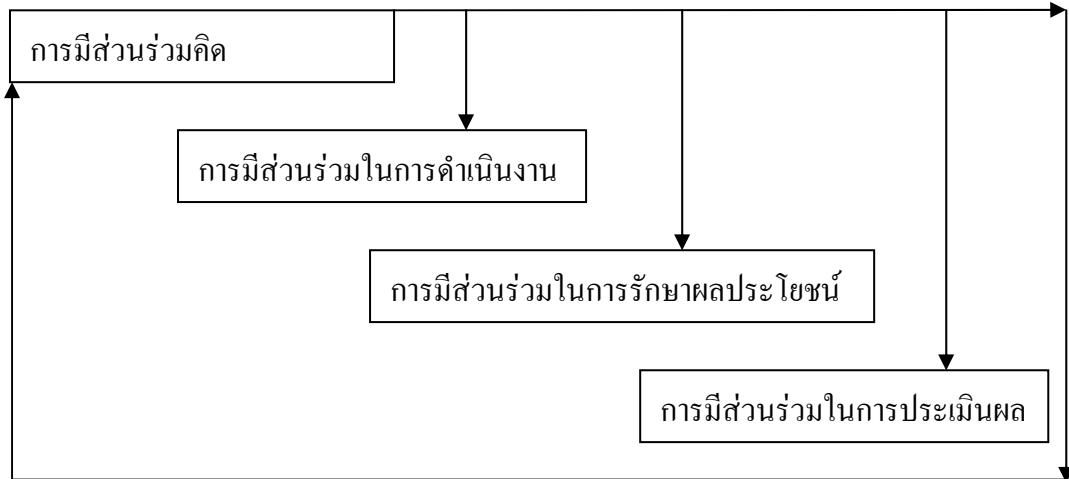 การมีส่วนร่วมคิด
การมีส่วนร่วมในการดำเนินงาน
การมีส่วนร่วมในการรักษาผลประโยชน์
การมีส่วนร่วมในการประเมินผล